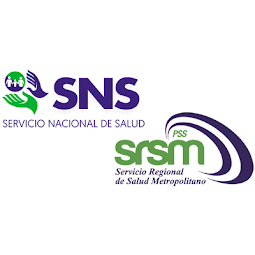 SNS
SERVICIO NACIONAL DE SALUD
PSS
srsm
Servicio Regional
de Salud Metropolitano